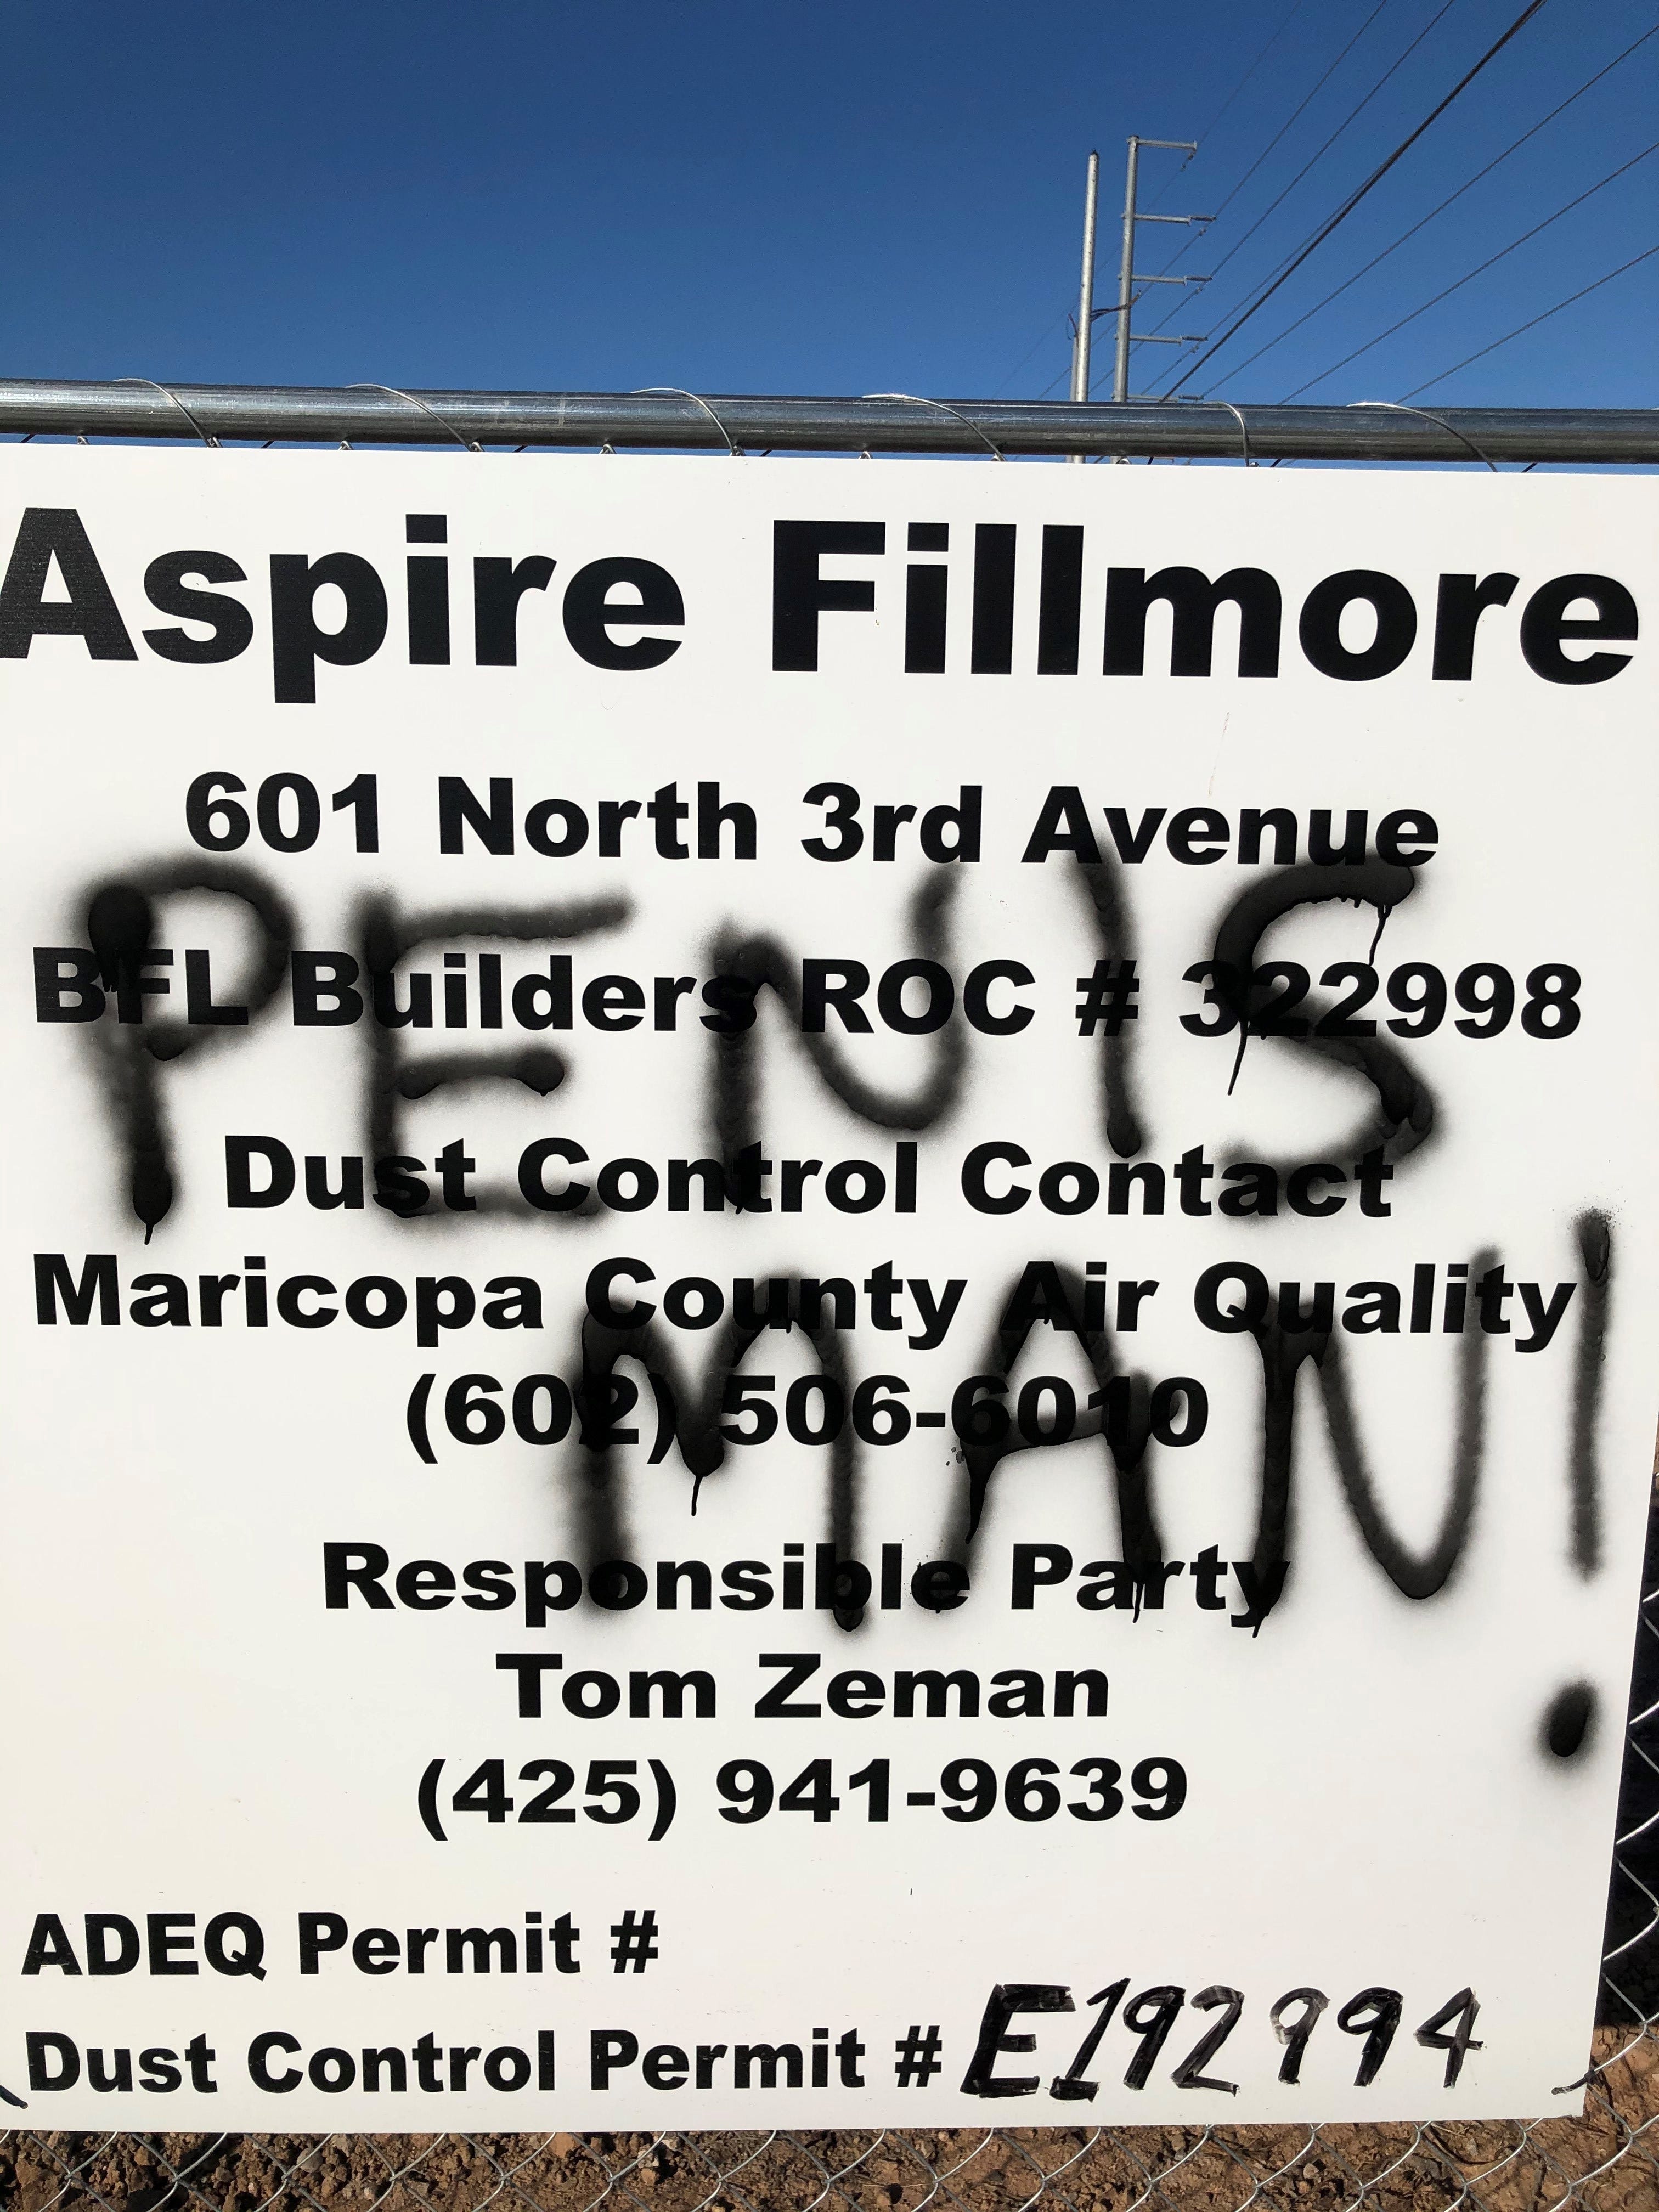 Aspire Fillmore
601 North 3rd Avenue
PENIS
BFL Builders ROC # 322998
Dust Control Contact
Maricopa County Air Quality
MAN!
(602) 506-6010
Responsible Party
Tom Zeman
(425) 941-9639
ADEQ Permit #
Dust Control Permit # E192994